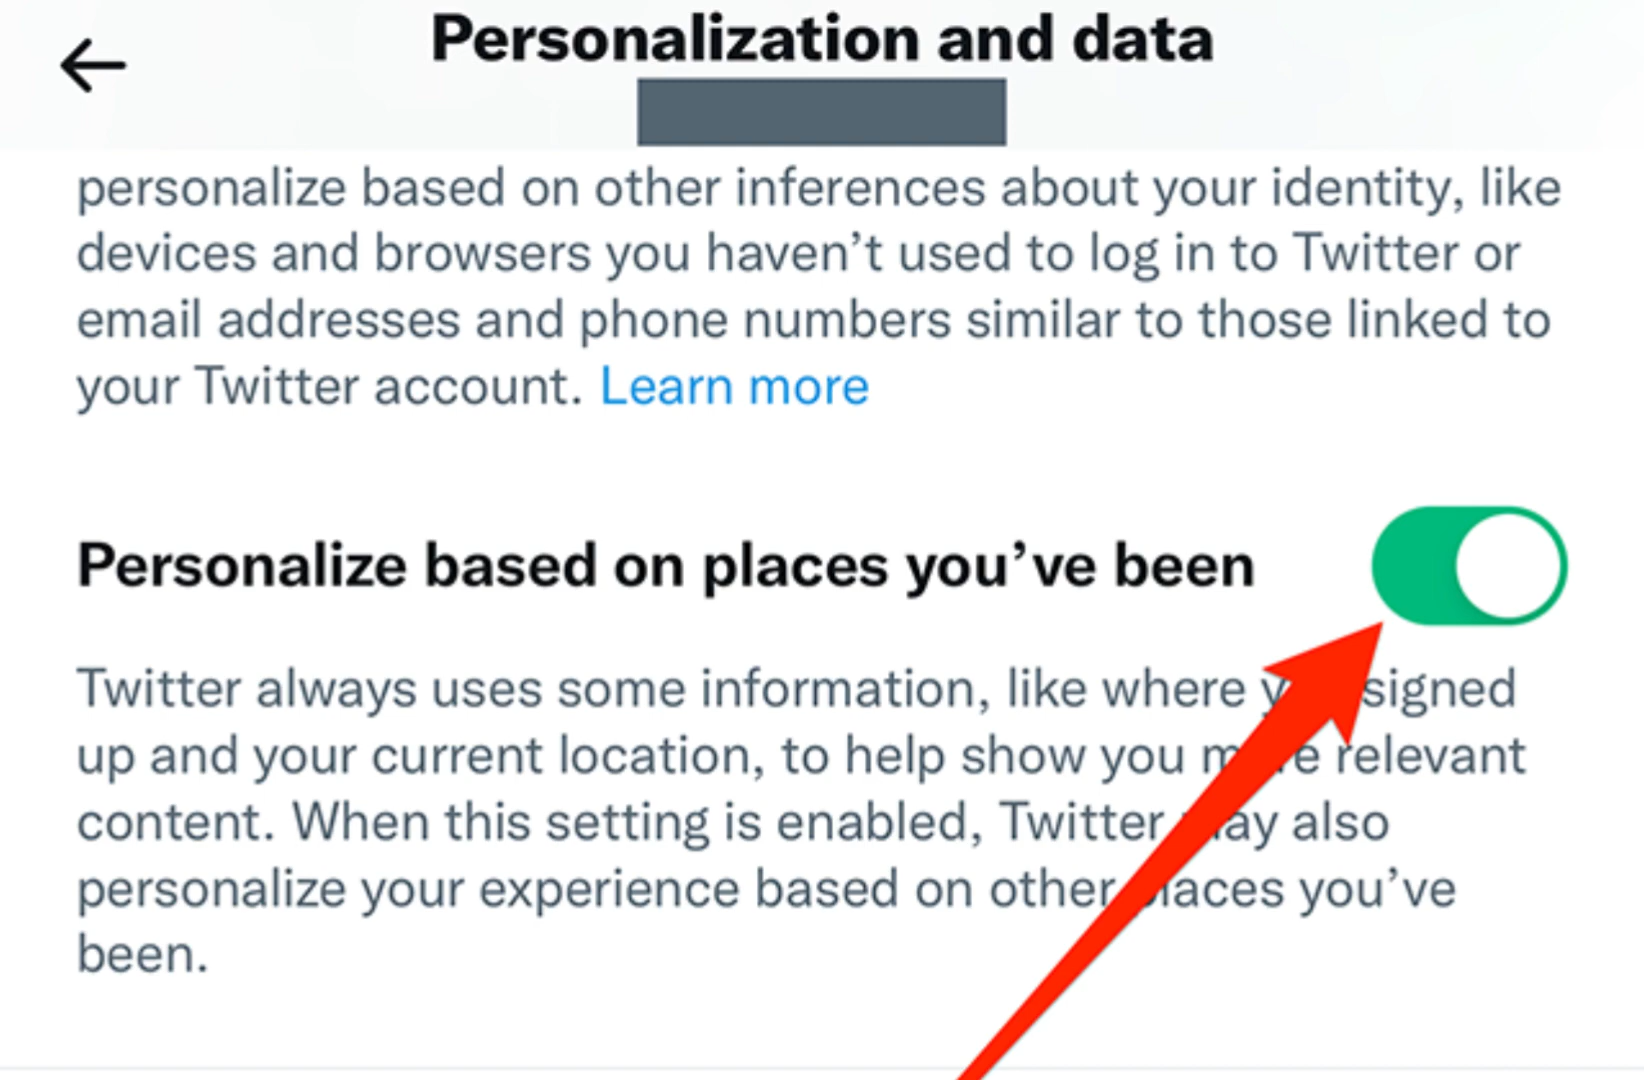 Personalization and data
personalize based on other inferences about your identity, like
devices and browsers you haven’t used to log in to Twitter or
email addresses and phone numbers similar to those linked to
your Twitter account. Learn more
Personalize based on places you’ve been
Twitter always uses some information, like where signed
up and your current location, to help show you relevant
content. When this setting is enabled, Twitter may also
personalize your experience based on other places you’ve
been.